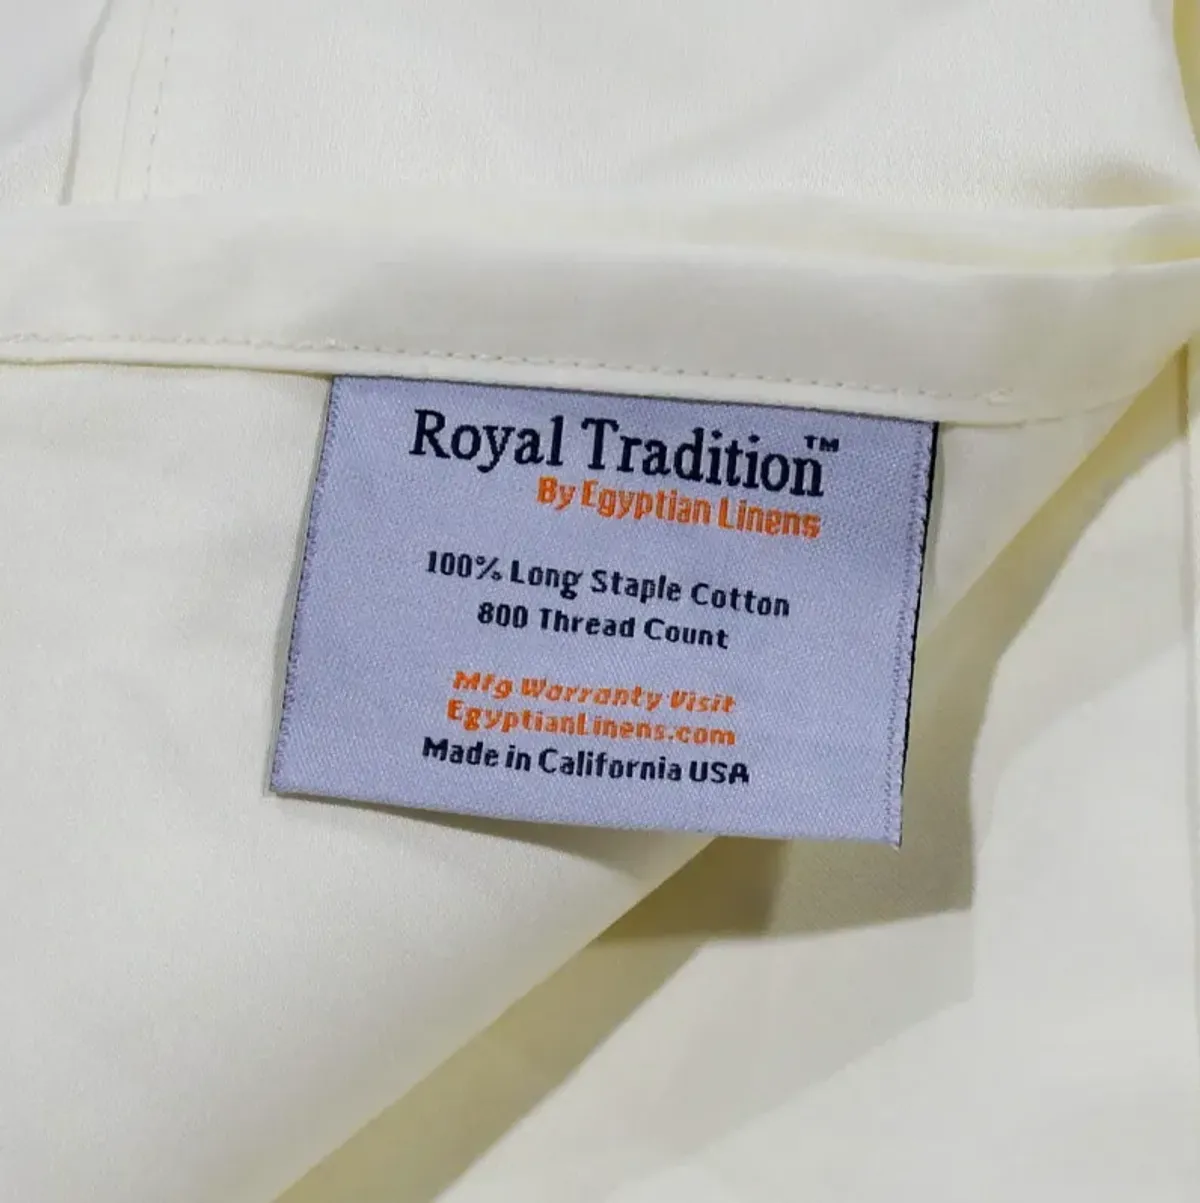 Royal Tradition™
By Egyptian Linens
100% Long Staple Cotton
800 Thread Count
Mfg Warranty Visit
EgyptianLinens.com
Made in California USA